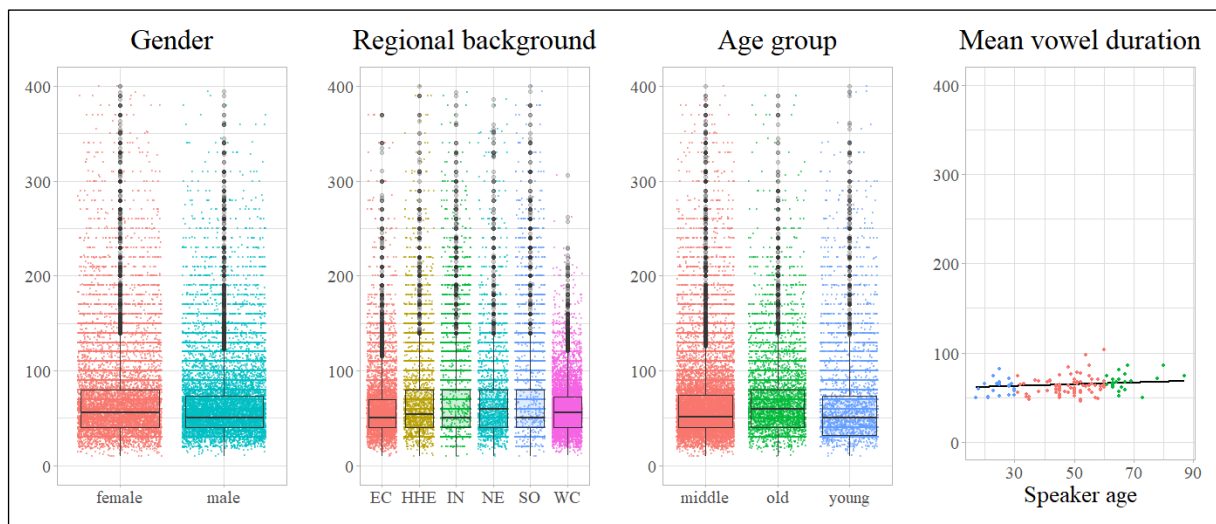 Gender
Regional background
Age group
Mean vowel duration
400
300
200
100
0
female
male
400
300
200
100
0
EC
HHE
IN
NE
SO
WC
400
300
200
100
0
middle
old
young
400
300
200
100
0
30
50
70
90
Speaker age